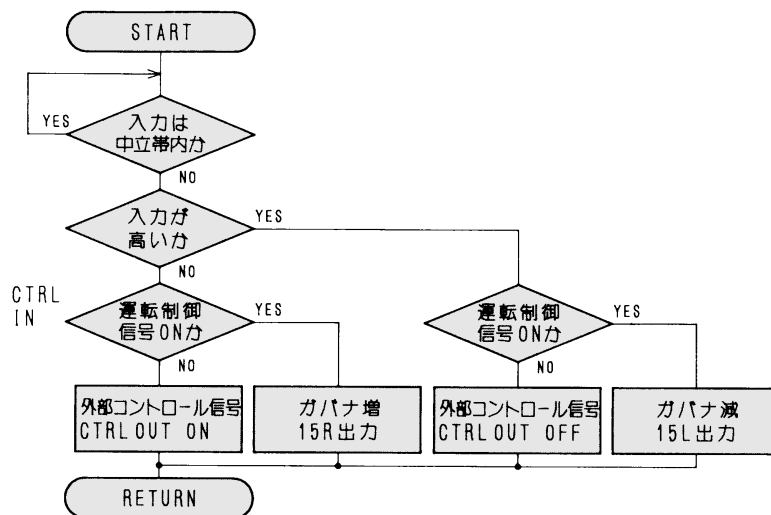 START
YES
入力は
中立帯内か
NO
入力が
高いか
YES
NO
CTRL
IN
運転制御
信号ONか
YES
NO
運転制御
信号ONか
YES
NO
外部コントロール信号
CTRL OUT ON
ガバナ増
15R出力
外部コントロール信号
CTRL OUT OFF
ガバナ減
15L出力
RETURN